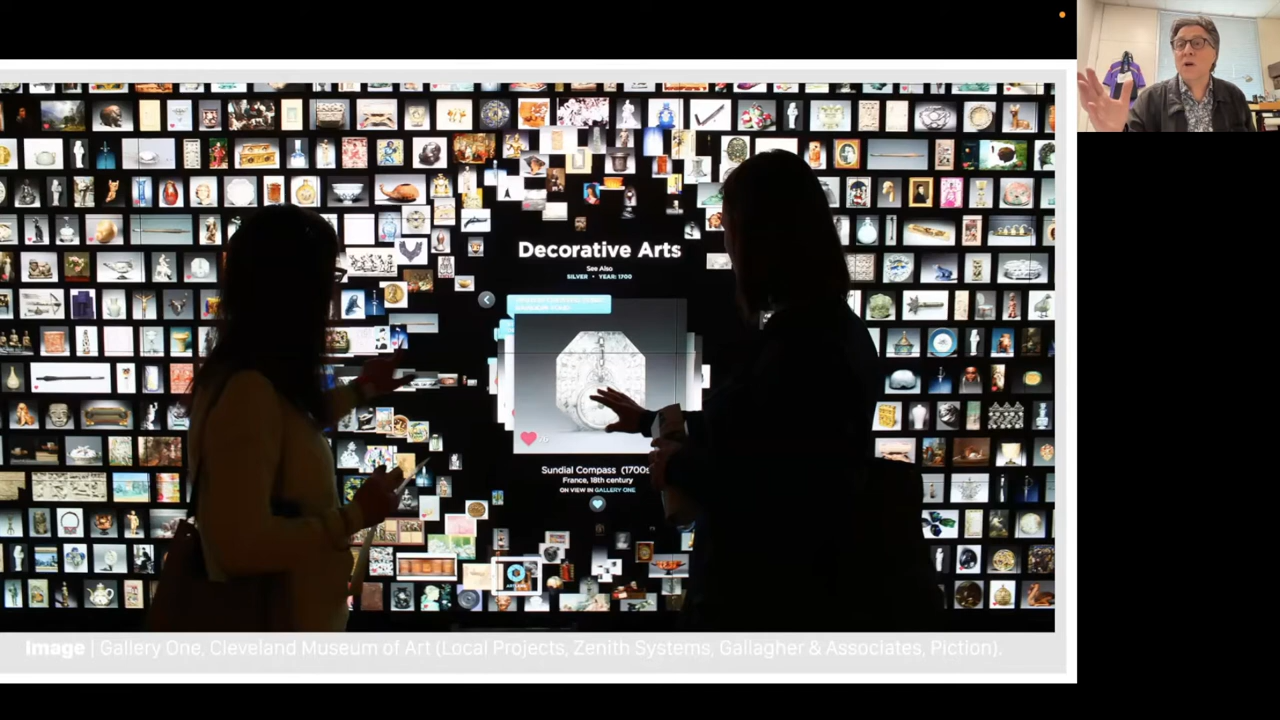 Decorative Arts
See Also
SILVER • YEAR: 1700
Sundial Compass (1700s
France, 18th century
ON VIEW IN GALLERY ONE
Image | Gallery One, Cleveland Museum of Art (Local Projects, Zenith Systems, Gallagher & Associates, Piction).